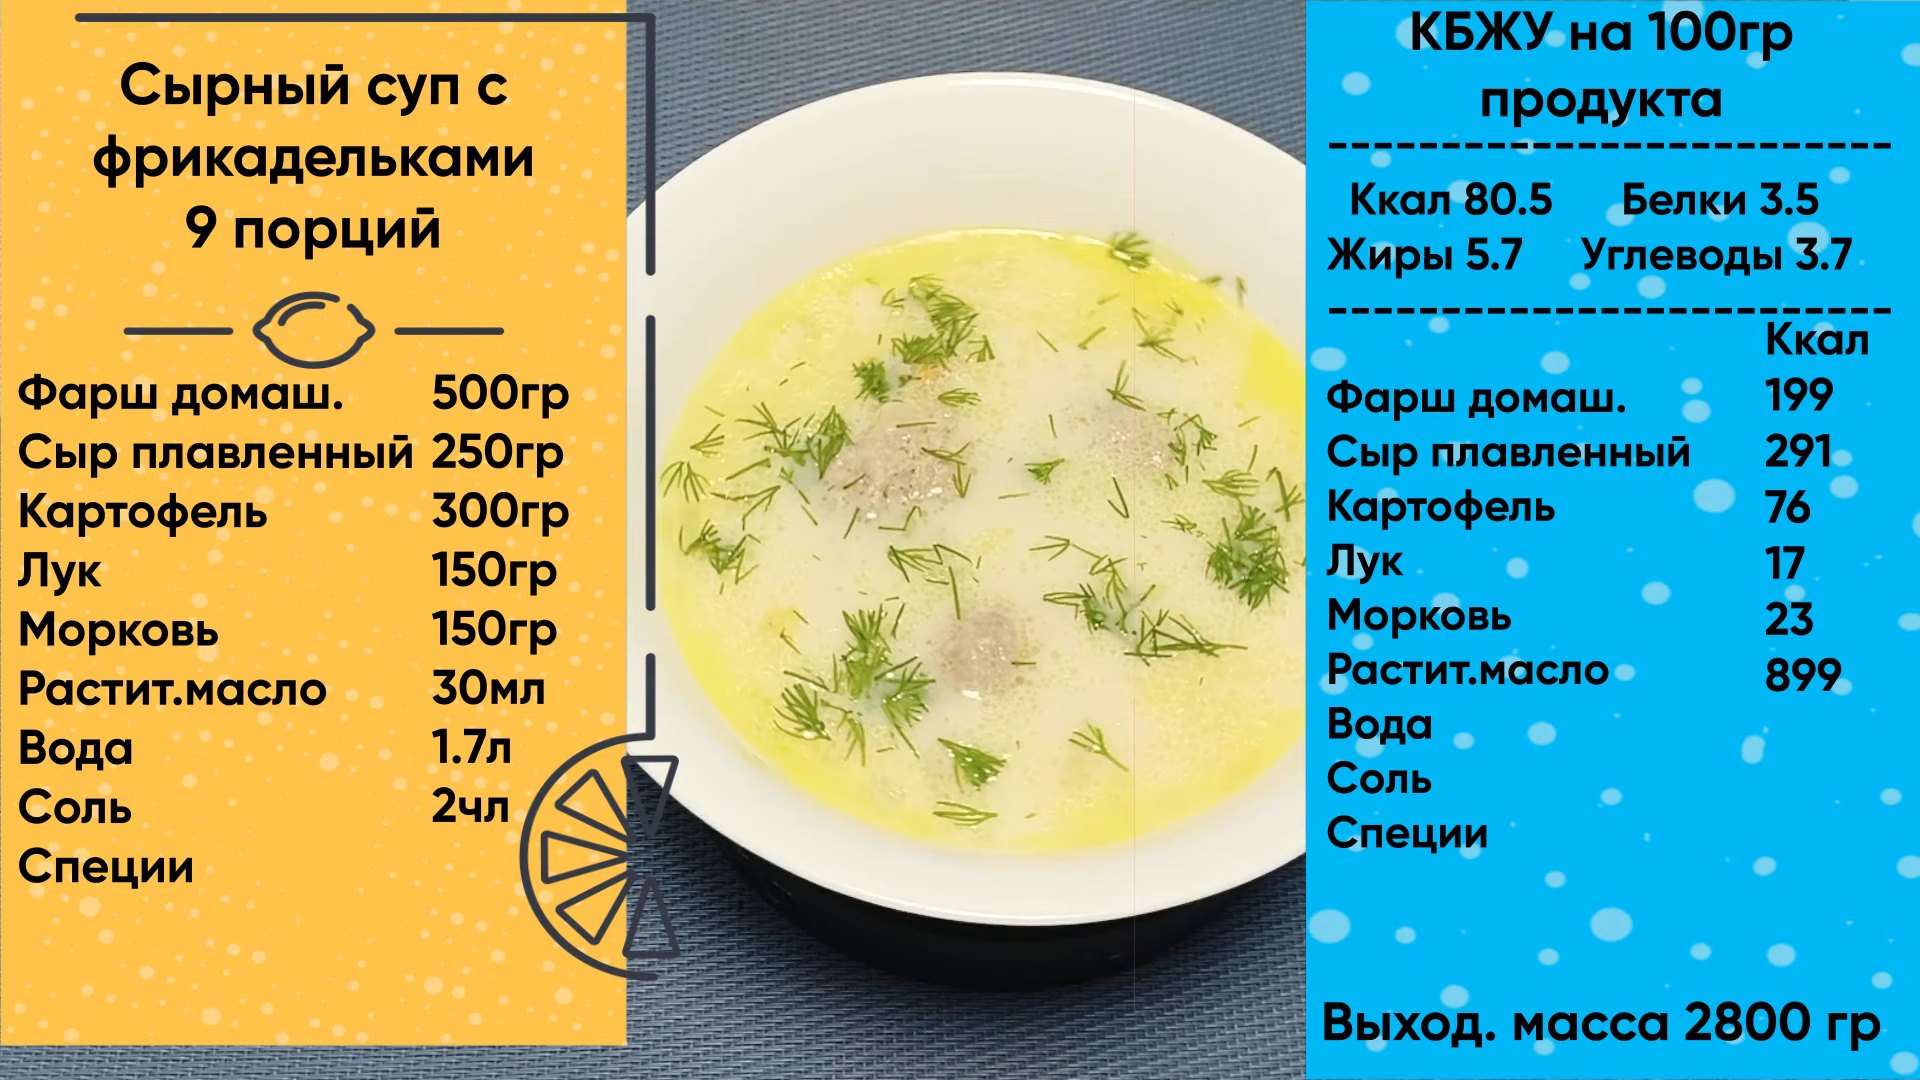 Сырный суп с
фрикадельками
9 порций
Фарш домаш. 500гр
Сыр плавленный 250гр
Картофель 300гр
Лук 150гр
Морковь 150гр
Растит.масло 30мл
Вода 1.7л
Соль 2чл
Специи
КБЖУ на 100гр
продукта
-------------------------
Ккал 80.5 Белки 3.5
Жиры 5.7 Углеводы 3.7
-------------------------
Ккал
Фарш домаш. 199
Сыр плавленный 291
Картофель 76
Лук 17
Морковь 23
Растит.масло 899
Вода
Соль
Специи
Выход. масса 2800 гр